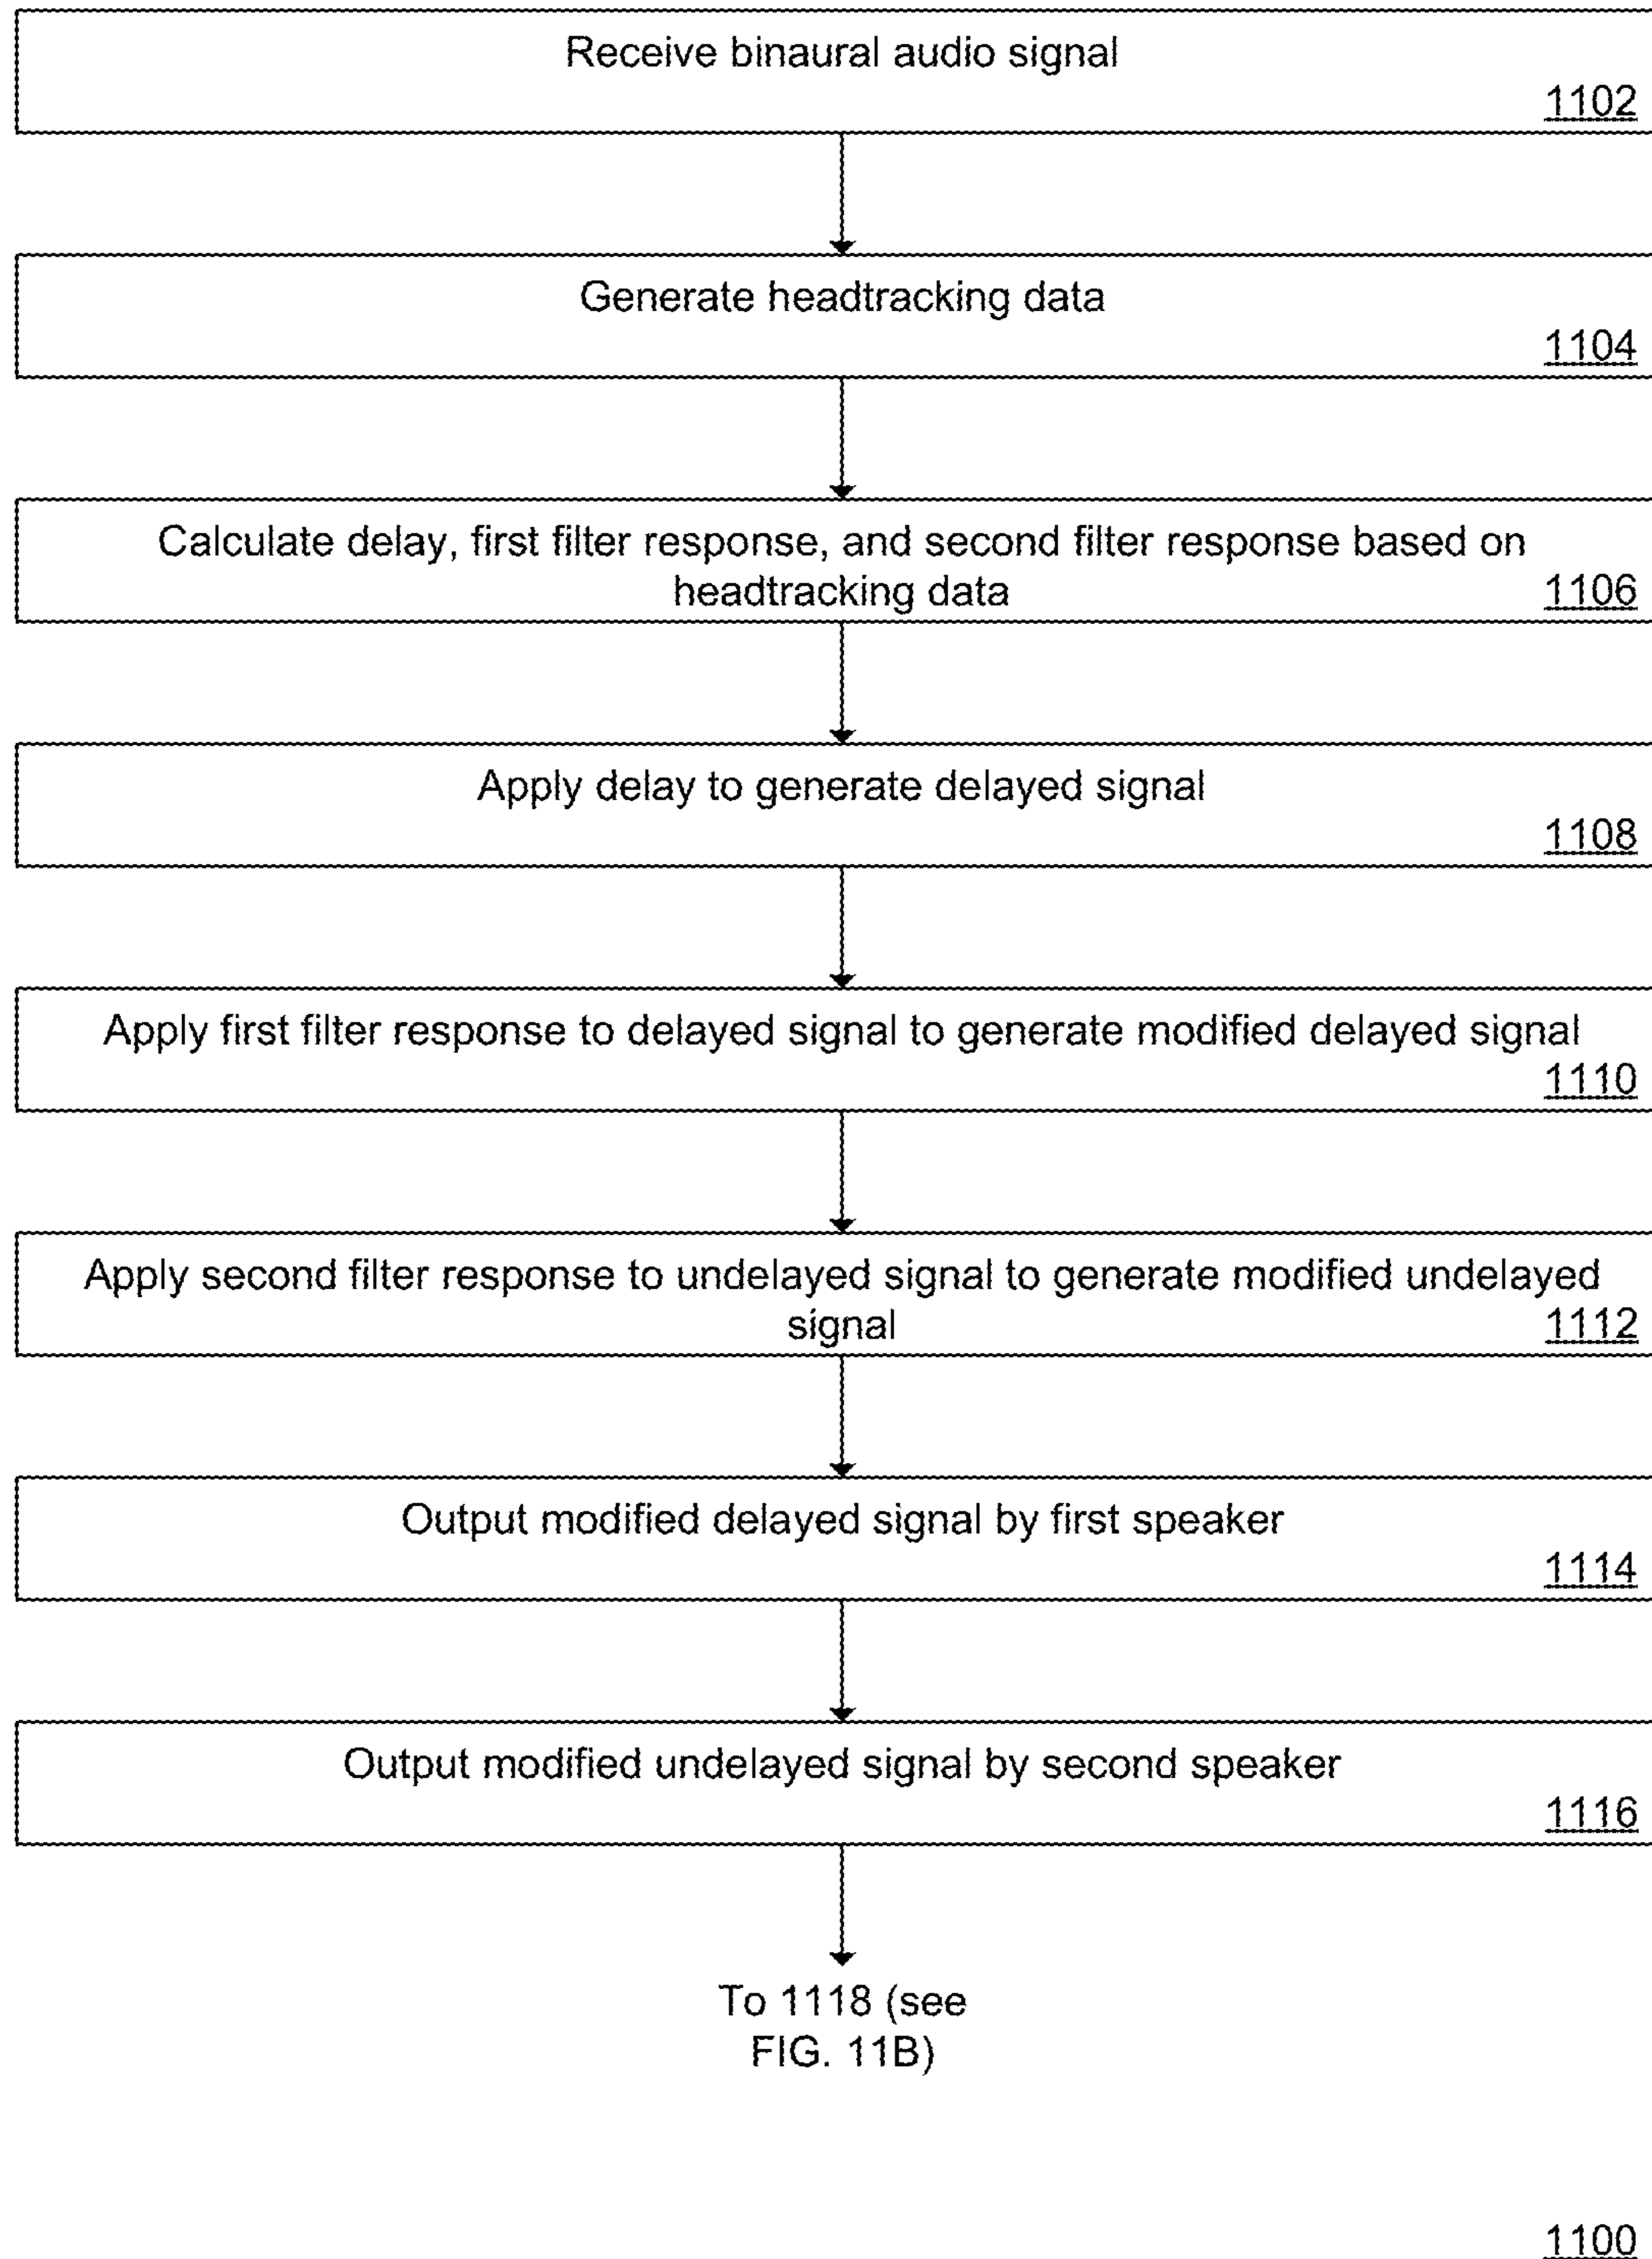 Receive binaural audio signal
1102
Generate headtracking data
1104
Calculate delay, first filter response, and second filter response based on
headtracking data
1106
Apply delay to generate delayed signal
1108
Apply first filter response to delayed signal to generate modified delayed signal
1110
Apply second filter response to undelayed signal to generate modified undelayed
signal
1112
Output modified delayed signal by first speaker
1114
Output modified undelayed signal by second speaker
1116
To 1118 (see
FIG. 11B)
1100